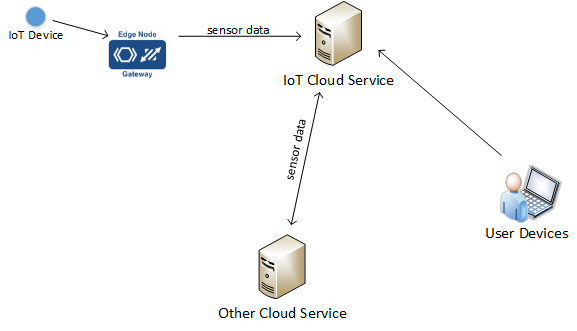 IoT Device
Edge Node
Gateway
sensor data
IoT Cloud Service
sensor data
User Devices
Other Cloud Service